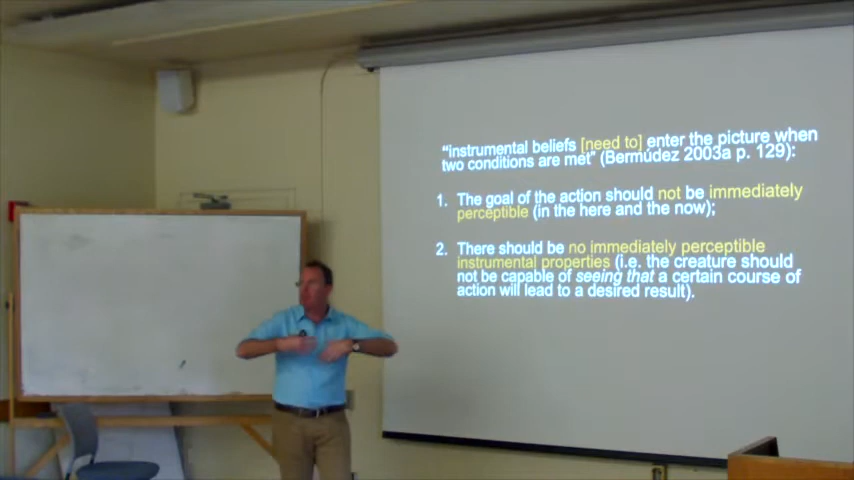 “instrumental beliefs [need to] enter the picture when
two conditions are met” (Bermúdez 2003a p. 129):
1. The goal of the action should not be immediately
perceptible (in the here and the now);
2. There should be no immediately perceptible
instrumental properties (i.e. the creature should
not be capable of seeing that a certain course of
action will lead to a desired result).